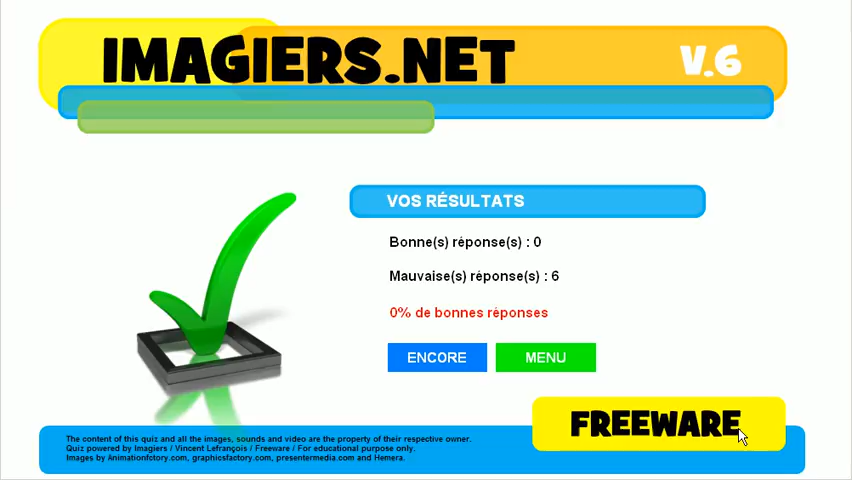 IMAGIERS.NET
V.6
VOS RÉSULTATS
Bonne(s) réponse(s) : 0
Mauvaise(s) réponse(s) : 6
0% de bonnes réponses
ENCORE
MENU
FREEWARE
The content of this quiz and all the images, sounds and video are the property of their respective owner.
Quiz powered by Imagiers / Vincent Lefrançois / Freeware / For educational purpose only.
Images by Animationfctory.com, graphicsfactory.com, presentermedia.com and Hemera.